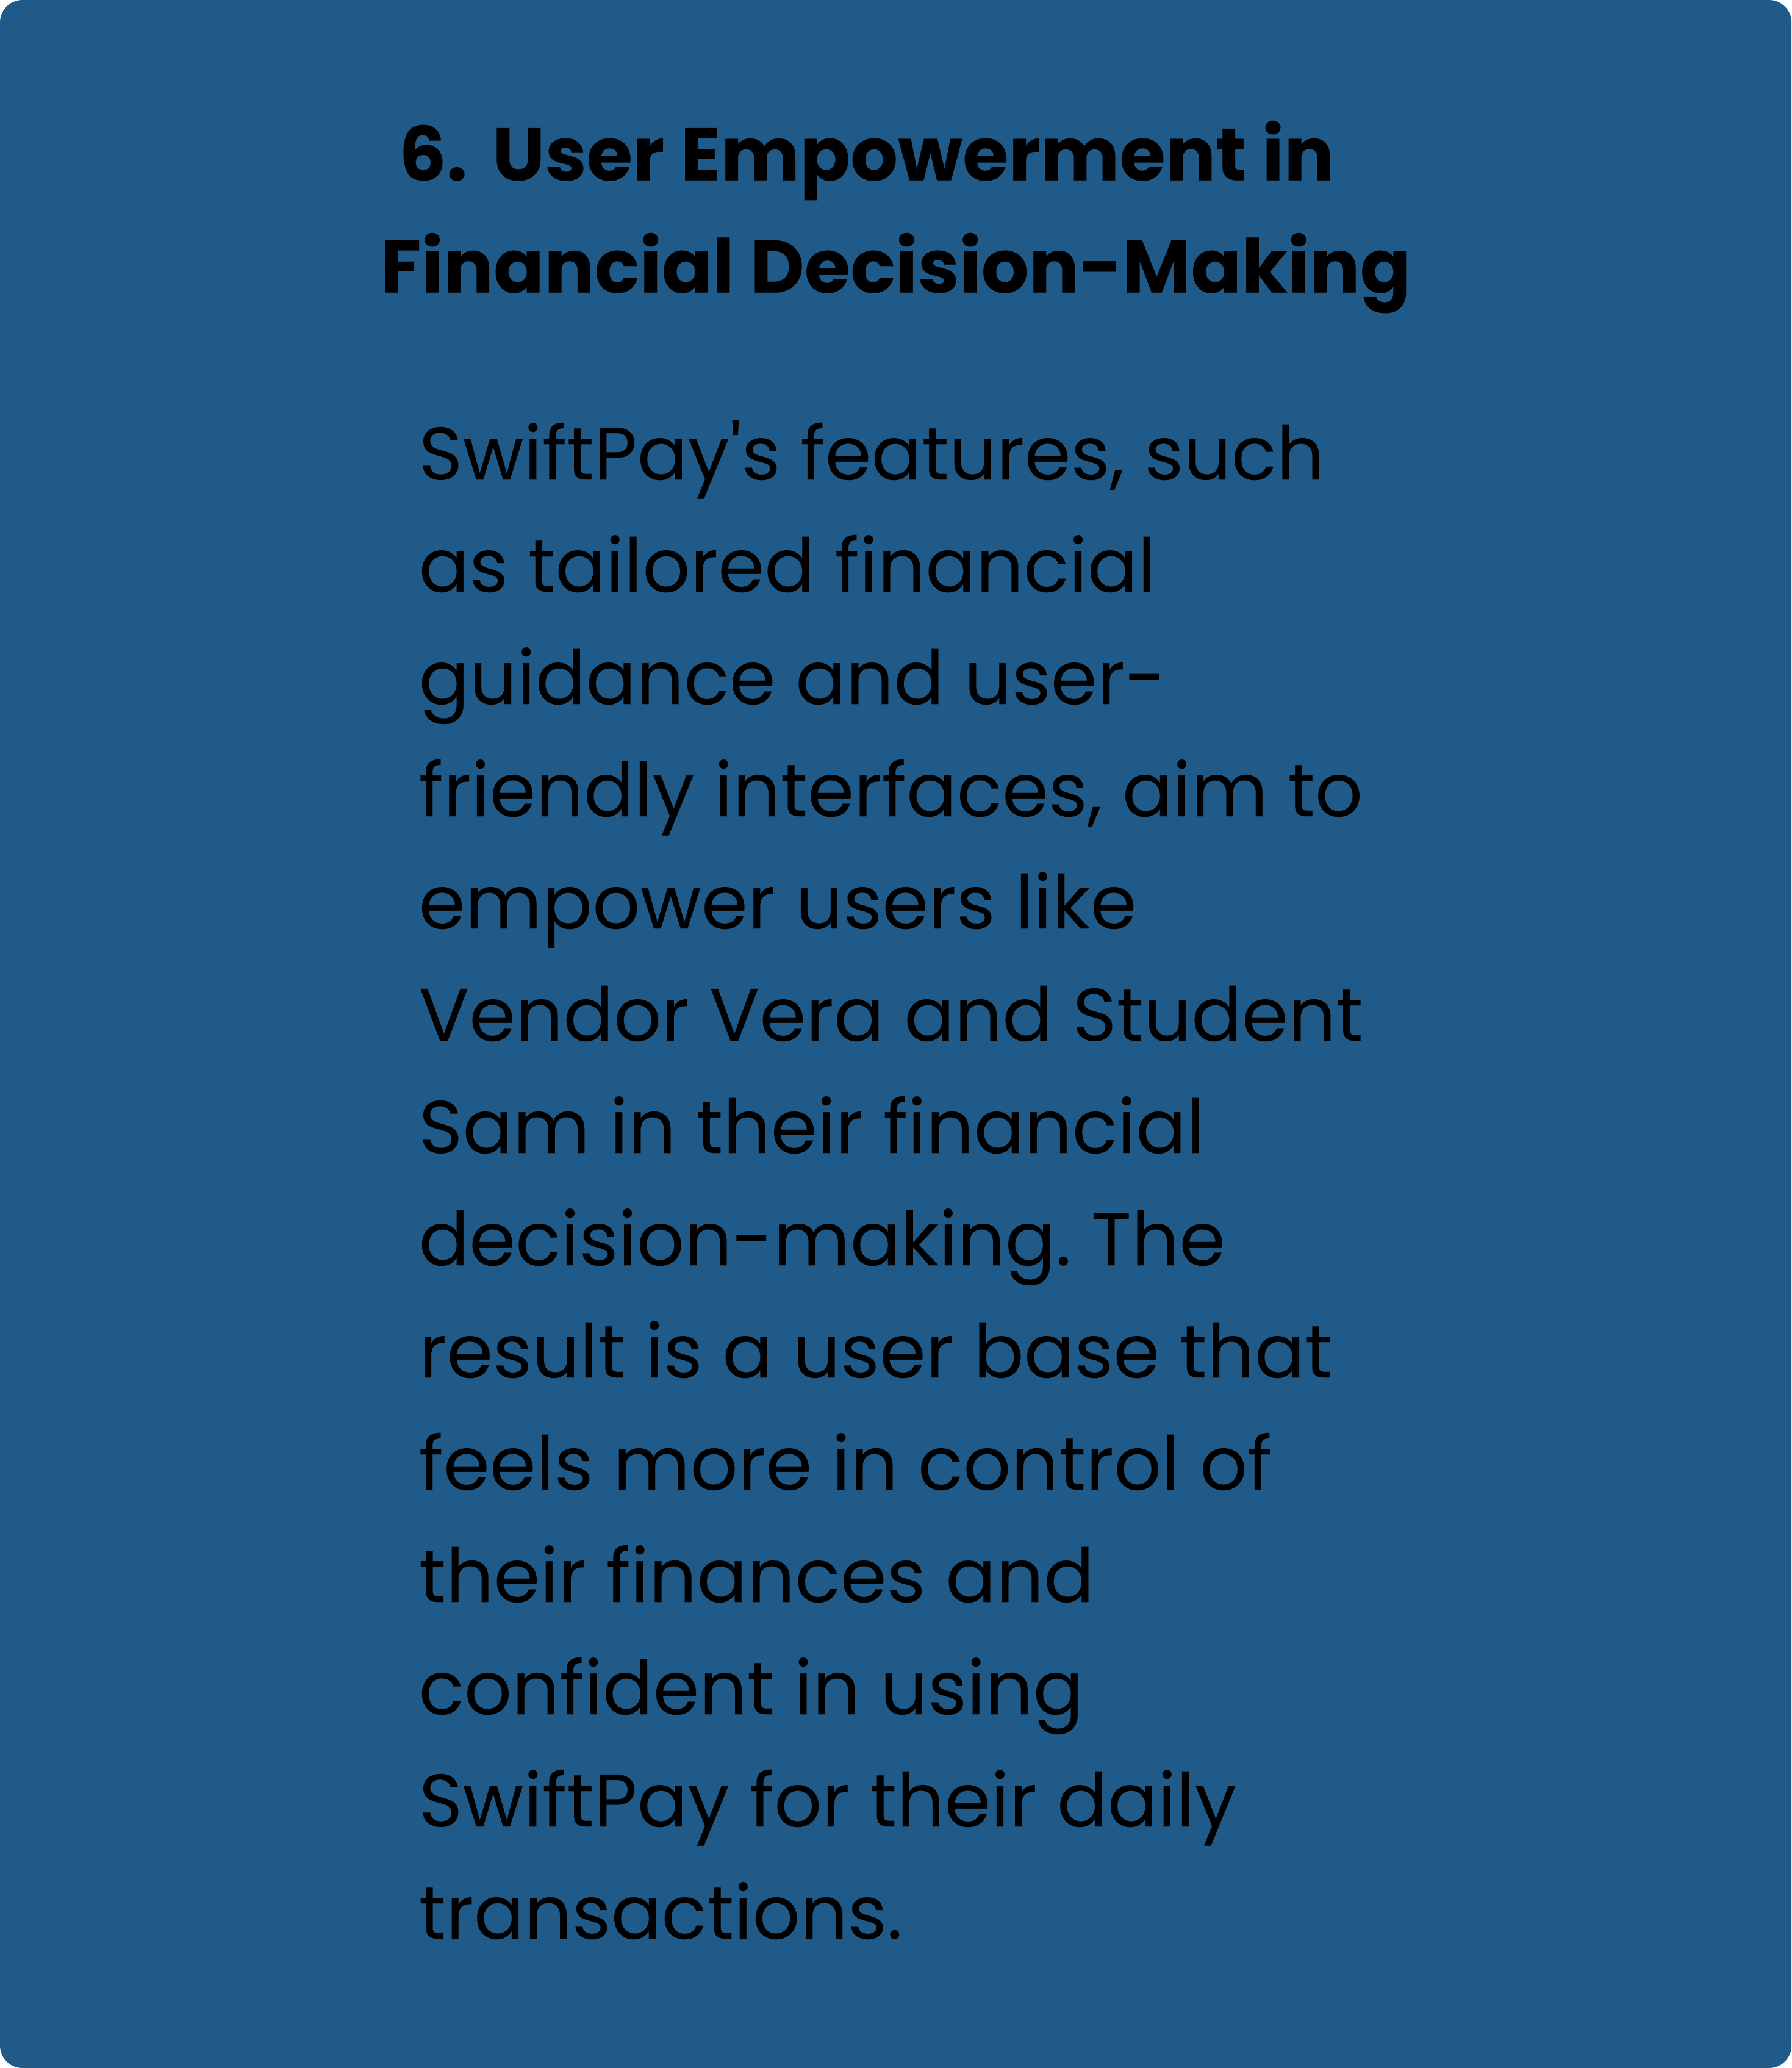 6. User Empowerment in
Financial Decision-Making
SwiftPay's features, such
as tailored financial
guidance and user-
friendly interfaces, aim to
empower users like
Vendor Vera and Student
Sam in their financial
decision-making. The
result is a user base that
feels more in control of
their finances and
confident in using
SwiftPay for their daily
transactions.